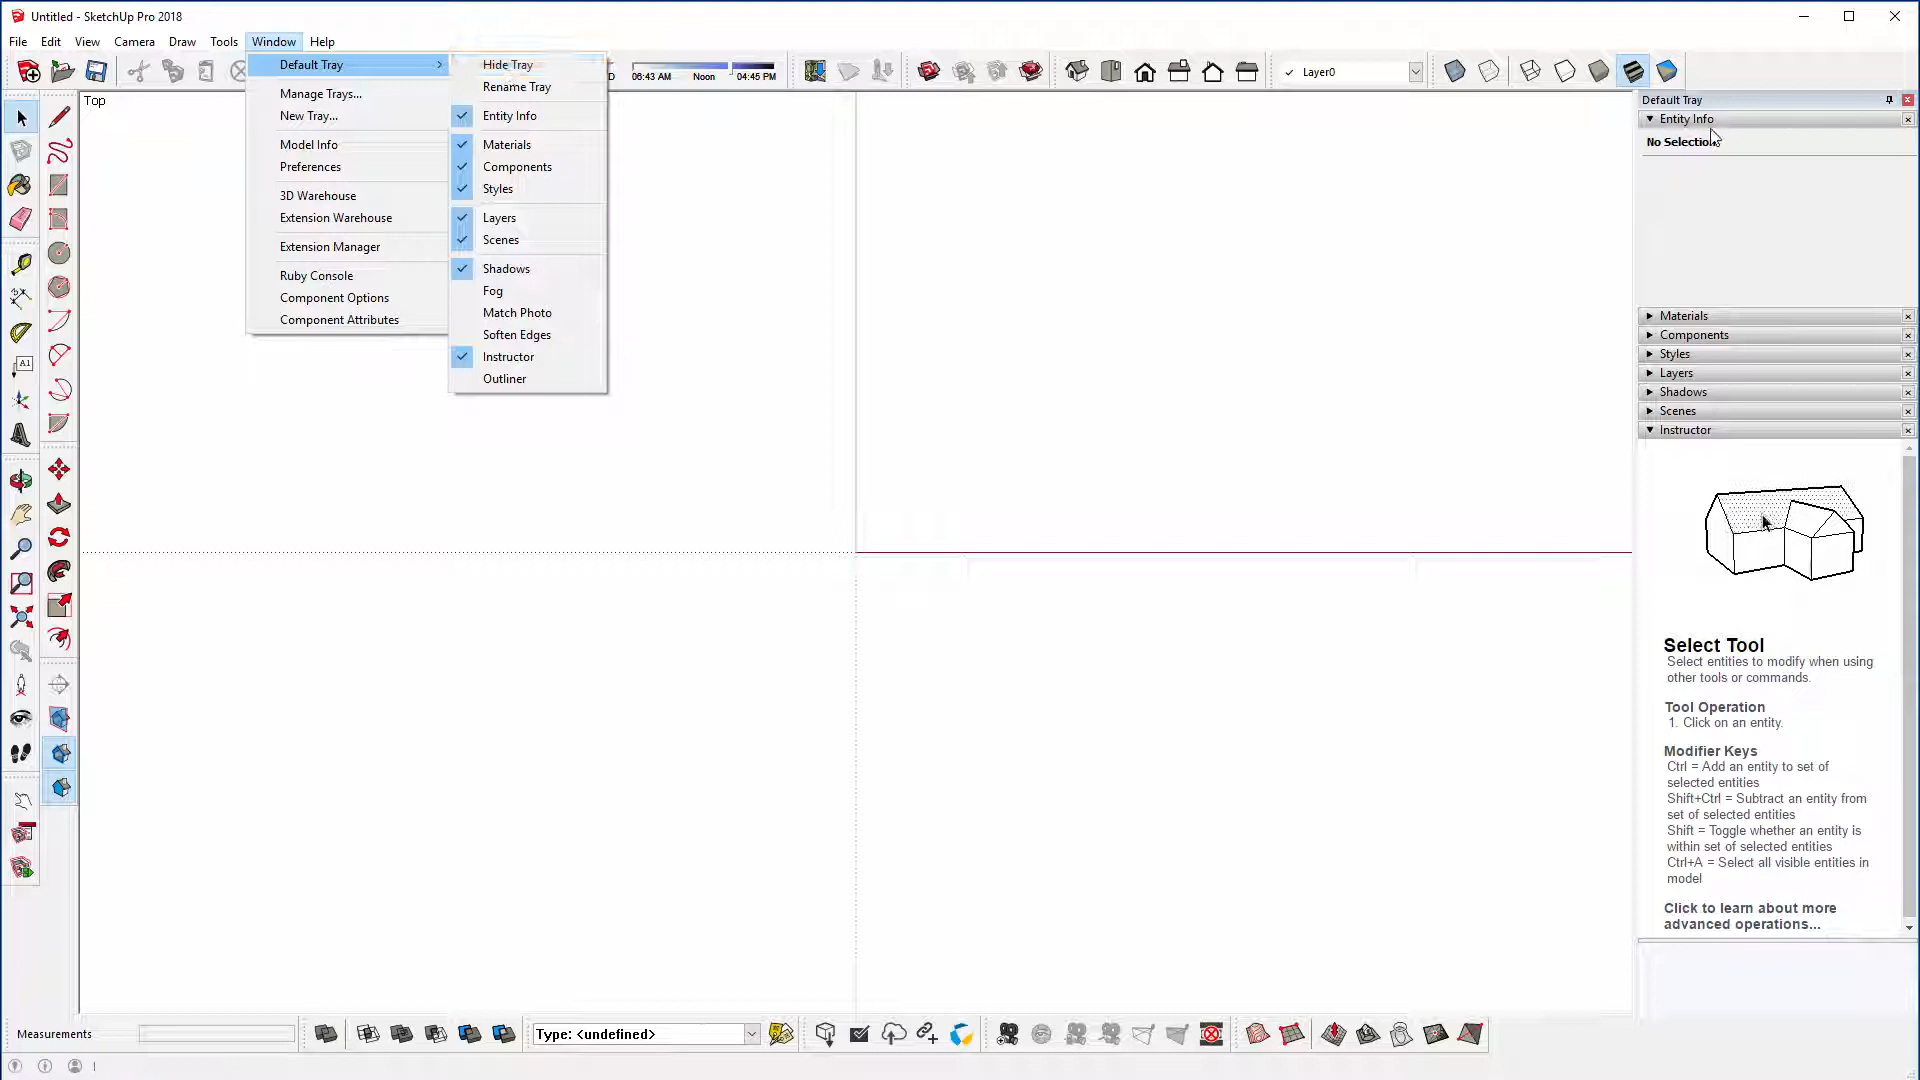 Untitled - SketchUp Pro 2018
File Edit View Camera Draw Tools Window Help
Default Tray
Manage Trays...
New Tray...
Model Info
Preferences
3D Warehouse
Extension Warehouse
Extension Manager
Ruby Console
Component Options
Component Attributes
Hide Tray
Rename Tray
Entity Info
Materials
Components
Styles
Layers
Scenes
Shadows
Fog
Match Photo
Soften Edges
Instructor
Outliner
D
06:43 AM Noon 04:45 PM
Layer0
Top
A1
Default Tray
Entity Info
No Selection
Materials
Components
Styles
Layers
Shadows
Scenes
Instructor
Select Tool
Select entities to modify when using
other tools or commands.
Tool Operation
1. Click on an entity.
Modifier Keys
Ctrl = Add an entity to set of
selected entities
Shift+Ctrl = Subtract an entity from
set of selected entities
Shift = Toggle whether an entity is
within set of selected entities
Ctrl+A = Select all visible entities in
model
Click to learn about more
advanced operations...
Measurements
Type: <undefined>